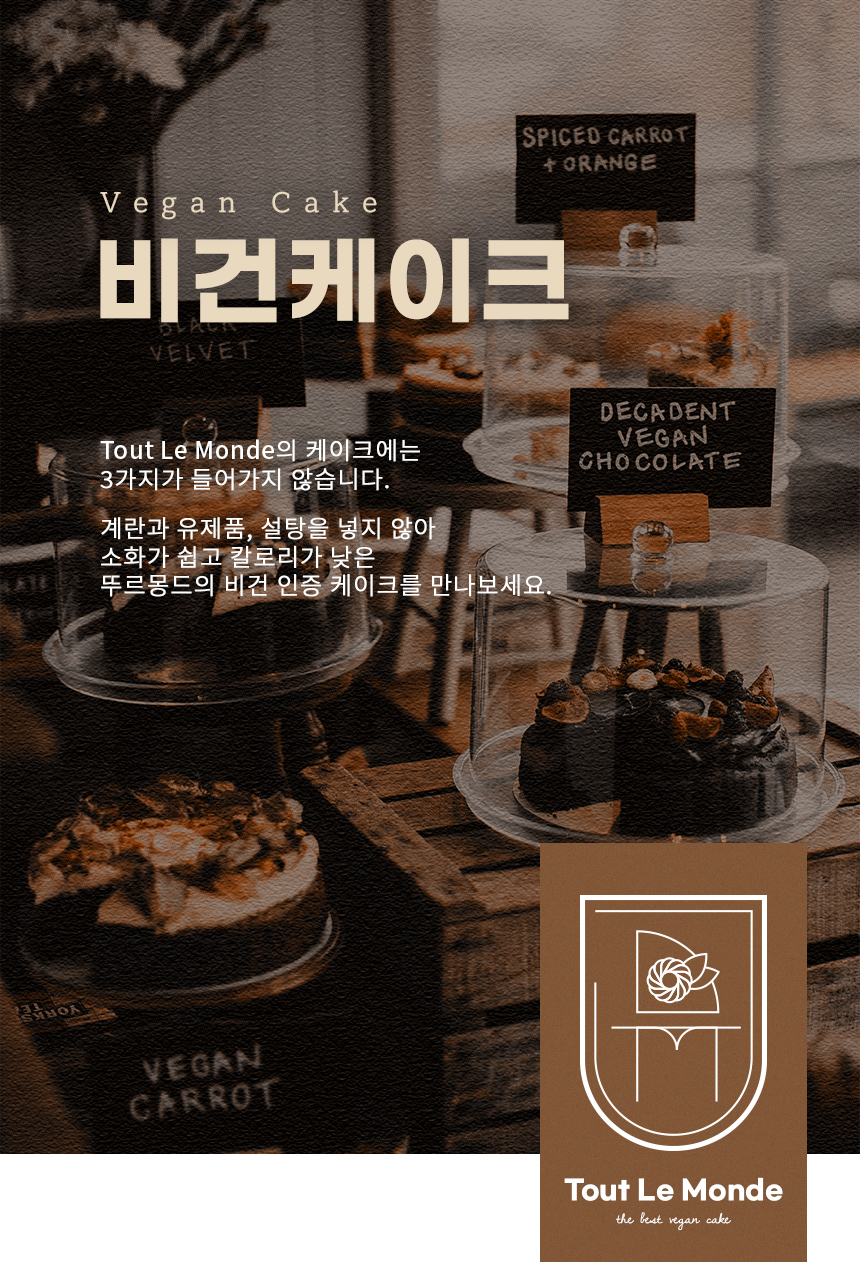 SPICED CARROT
+ ORANGE
Vegan Cake
비건케이크
BLACK
VELVET
DECADENT
VEGAN
CHOCOLATE
Tout Le Monde의 케이크에는
3가지가 들어가지 않습니다.
계란과 유제품, 설탕을 넣지 않아
소화가 쉽고 칼로리가 낮은
뚜르몽드의 비건 인증 케이크를 만나보세요.
VEGAN
CARROT
Tout Le Monde
the best vegan cake